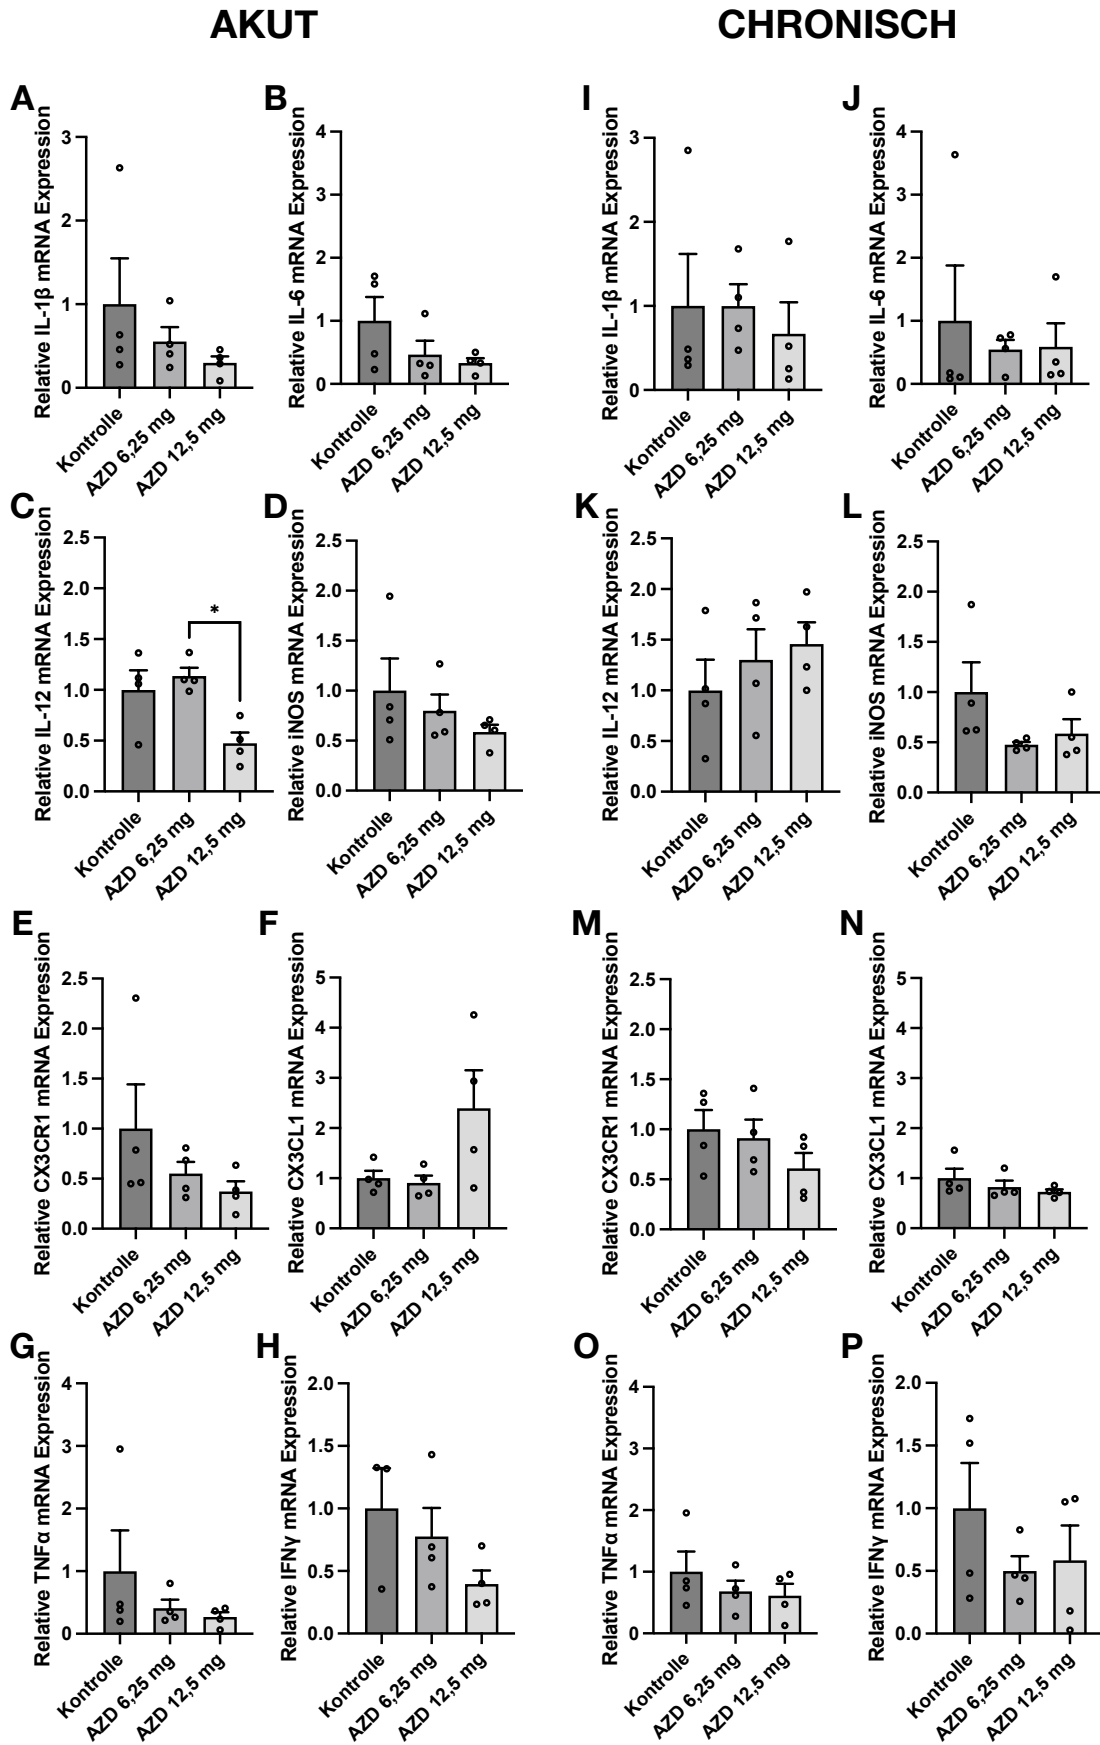 AKUT
CHRONISCH
A
Relative IL-1β mRNA Expression
3
2
1
0
Kontrolle
AZD 6,25 mg
AZD 12,5 mg
B
Relative IL-6 mRNA Expression
4
3
2
1
0
Kontrolle
AZD 6,25 mg
AZD 12,5 mg
I
Relative IL-1β mRNA Expression
3
2
1
0
Kontrolle
AZD 6,25 mg
AZD 12,5 mg
J
Relative IL-6 mRNA Expression
4
3
2
1
0
Kontrolle
AZD 6,25 mg
AZD 12,5 mg
C
Relative IL-12 mRNA Expression
2.5
2.0
1.5
1.0
0.5
0.0
*
Kontrolle
AZD 6,25 mg
AZD 12,5 mg
D
Relative iNOS mRNA Expression
2.5
2.0
1.5
1.0
0.5
0.0
Kontrolle
AZD 6,25 mg
AZD 12,5 mg
K
Relative IL-12 mRNA Expression
2.5
2.0
1.5
1.0
0.5
0.0
Kontrolle
AZD 6,25 mg
AZD 12,5 mg
L
Relative iNOS mRNA Expression
2.5
2.0
1.5
1.0
0.5
0.0
Kontrolle
AZD 6,25 mg
AZD 12,5 mg
E
Relative CX3CR1 mRNA Expression
2.5
2.0
1.5
1.0
0.5
0.0
Kontrolle
AZD 6,25 mg
AZD 12,5 mg
F
Relative CX3CL1 mRNA Expression
5
4
3
2
1
0
Kontrolle
AZD 6,25 mg
AZD 12,5 mg
M
Relative CX3CR1 mRNA Expression
2.5
2.0
1.5
1.0
0.5
0.0
Kontrolle
AZD 6,25 mg
AZD 12,5 mg
N
Relative CX3CL1 mRNA Expression
5
4
3
2
1
0
Kontrolle
AZD 6,25 mg
AZD 12,5 mg
G
Relative TNFα mRNA Expression
4
3
2
1
0
Kontrolle
AZD 6,25 mg
AZD 12,5 mg
H
Relative IFNγ mRNA Expression
2.0
1.5
1.0
0.5
0.0
Kontrolle
AZD 6,25 mg
AZD 12,5 mg
O
Relative TNFα mRNA Expression
4
3
2
1
0
Kontrolle
AZD 6,25 mg
AZD 12,5 mg
P
Relative IFNγ mRNA Expression
2.0
1.5
1.0
0.5
0.0
Kontrolle
AZD 6,25 mg
AZD 12,5 mg